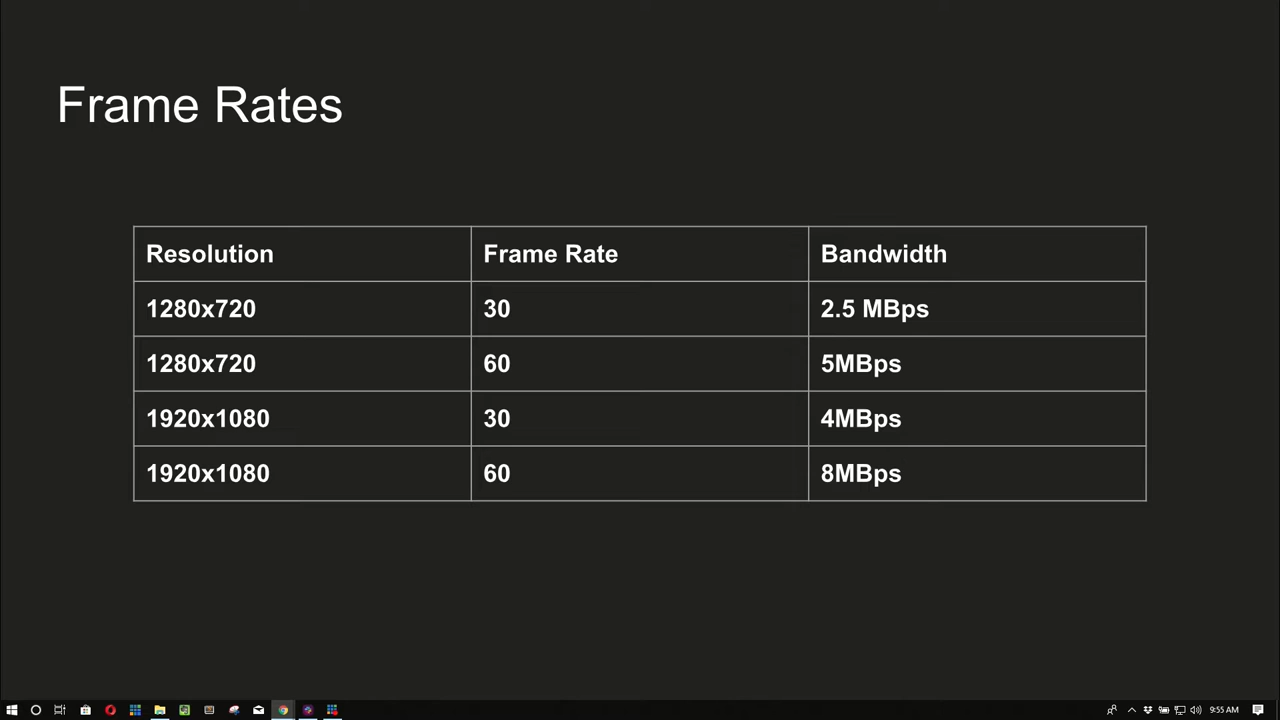 Frame Rates
Resolution Frame Rate Bandwidth
1280x720 30 2.5 MBps
1280x720 60 5MBps
1920x1080 30 4MBps
1920x1080 60 8MBps
9:55 AM